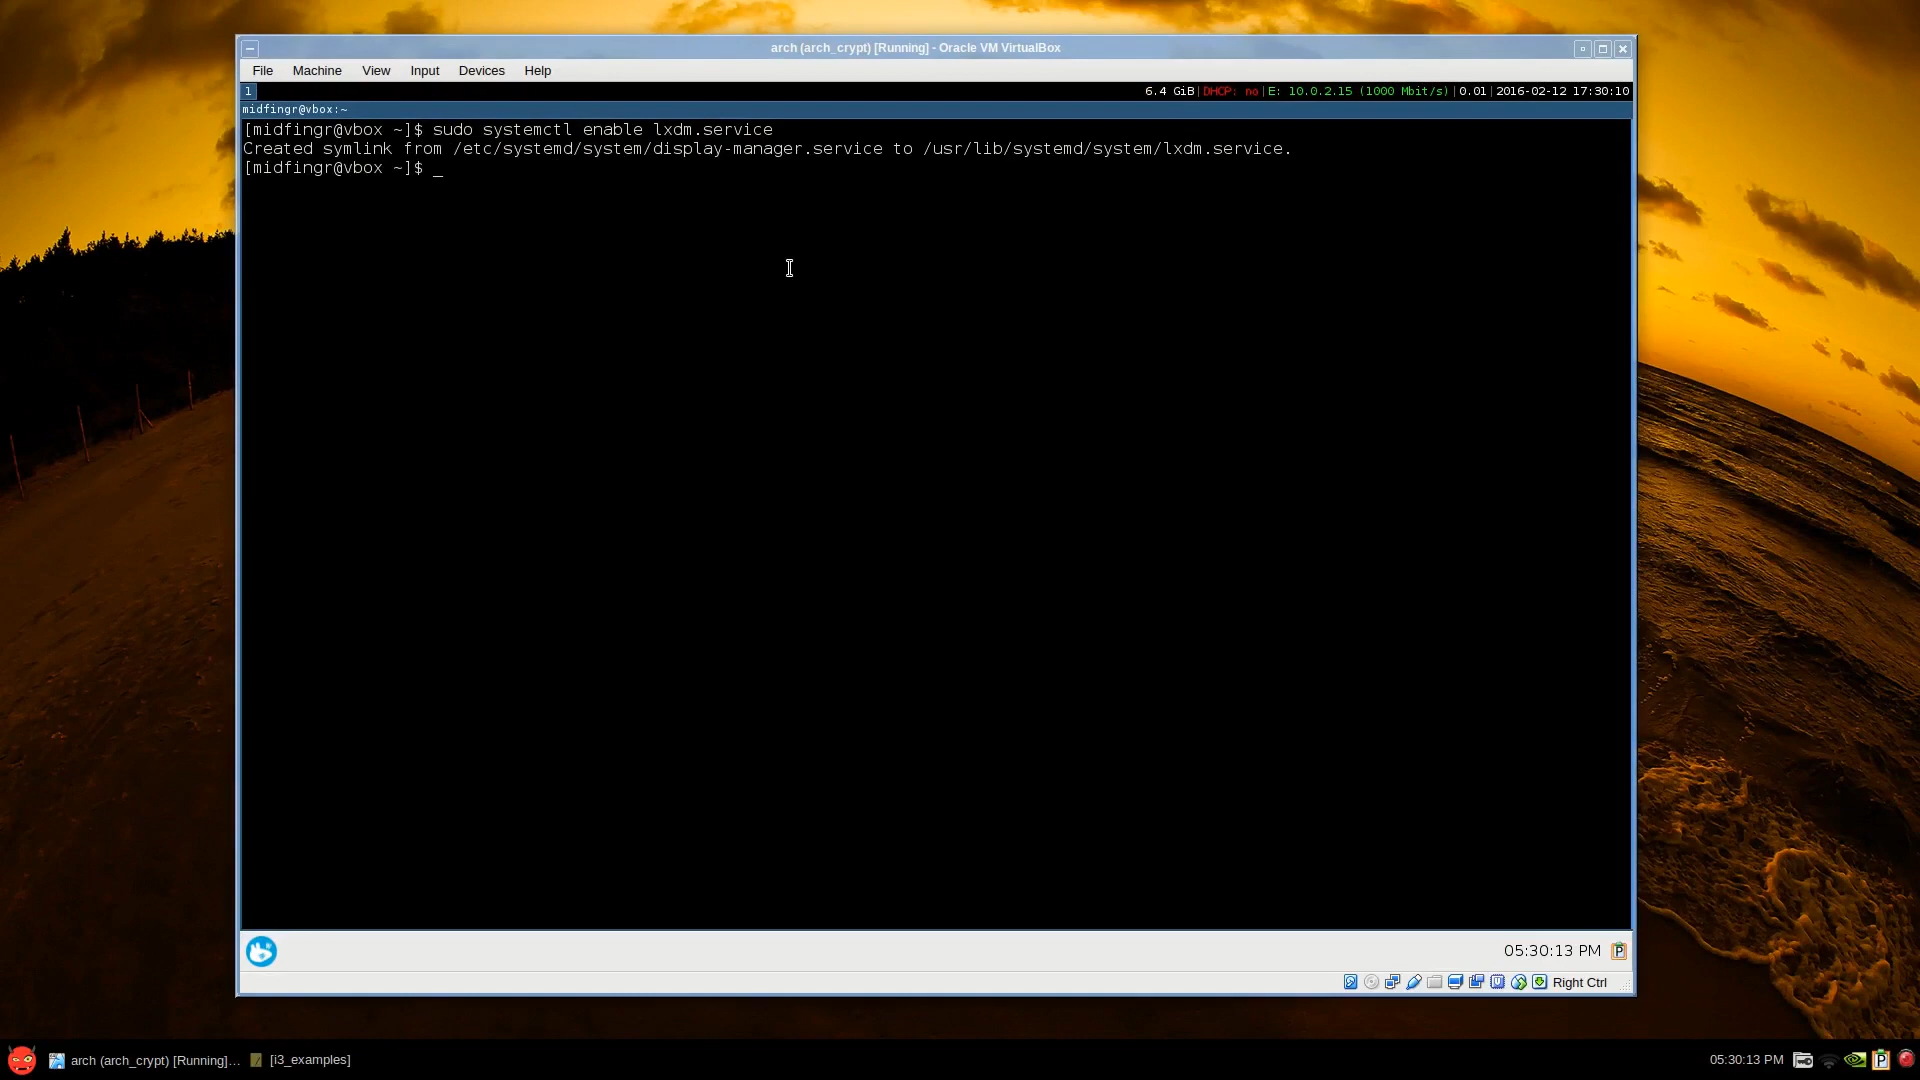 arch (arch_crypt) [Running] - Oracle VM VirtualBox
File Machine View Input Devices Help
1 6.4 GiB|DHCP: no|E: 10.0.2.15 (1000 Mbit/s)|0.01|2016-02-12 17:30:10
midfingr@vbox:~
[midfingr@vbox ~]$ sudo systemctl enable lxdm.service
Created symlink from /etc/systemd/system/display-manager.service to /usr/lib/systemd/system/lxdm.service.
[midfingr@vbox ~]$ _
05:30:13 PM P
Right Ctrl
arch (arch_crypt) [Running]... [i3_examples] 05:30:13 PM P